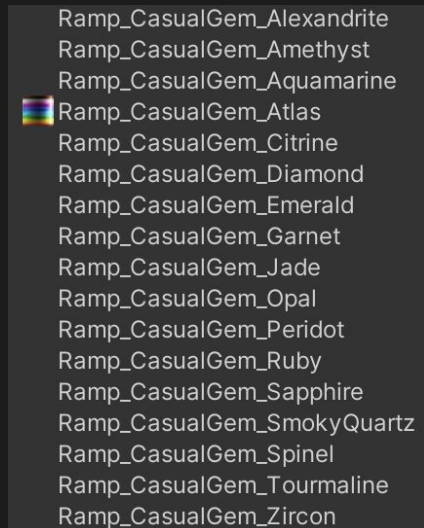 Ramp_CasualGem_Alexandrite
Ramp_CasualGem_Amethyst
Ramp_CasualGem_Aquamarine
Ramp_CasualGem_Atlas
Ramp_CasualGem_Citrine
Ramp_CasualGem_Diamond
Ramp_CasualGem_Emerald
Ramp_CasualGem_Garnet
Ramp_CasualGem_Jade
Ramp_CasualGem_Opal
Ramp_CasualGem_Peridot
Ramp_CasualGem_Ruby
Ramp_CasualGem_Sapphire
Ramp_CasualGem_SmokyQuartz
Ramp_CasualGem_Spinel
Ramp_CasualGem_Tourmaline
Ramp_CasualGem_Zircon